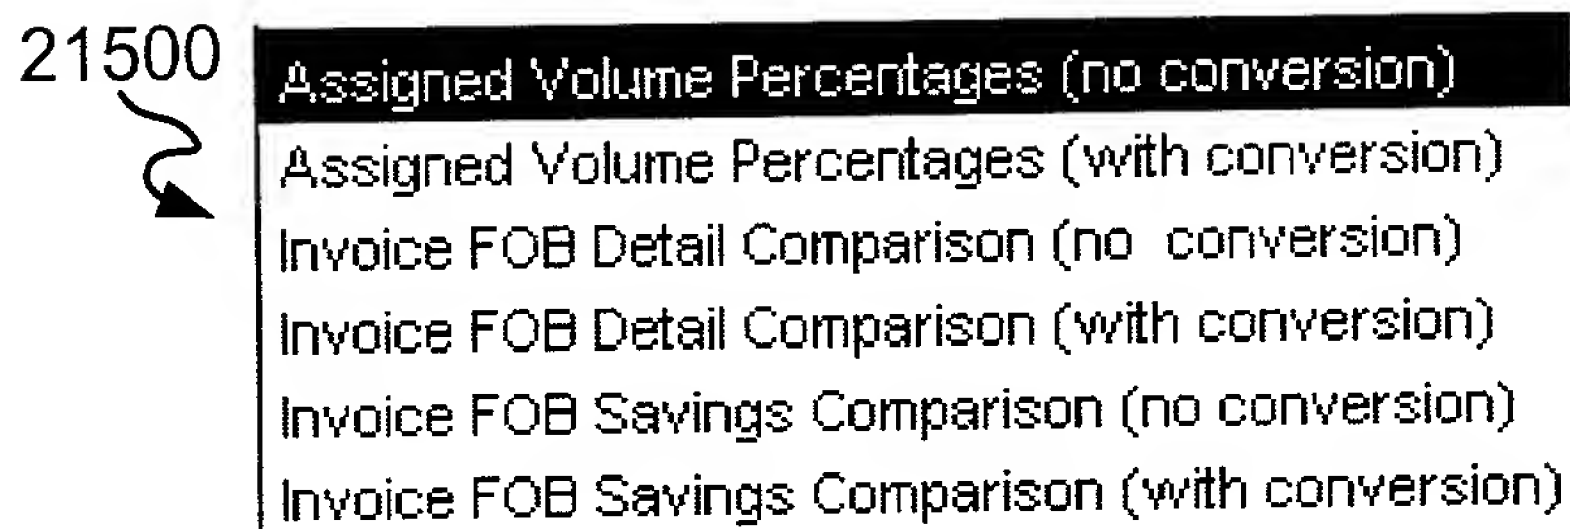 21500
Assigned Volume Percentages (no conversion)
Assigned Volume Percentages (with conversion)
Invoice FOB Detail Comparison (no conversion)
Invoice FOB Detail Comparison (with conversion)
Invoice FOB Savings Comparison (no conversion)
Invoice FOB Savings Comparison (with conversion)